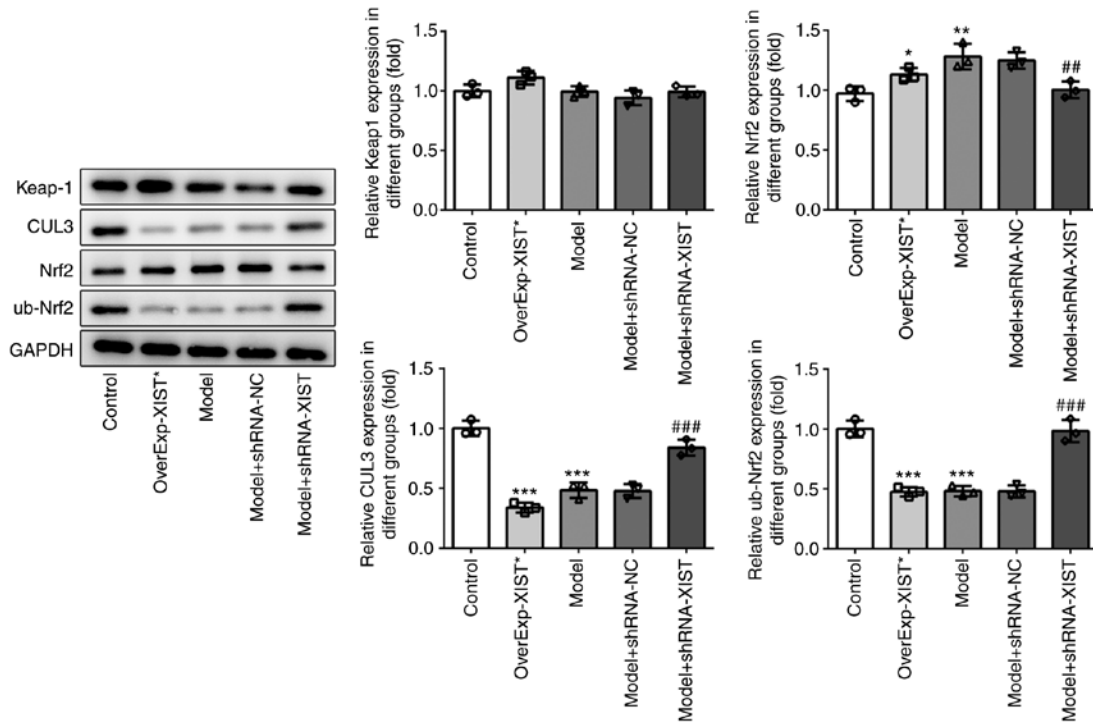 Keap-1
CUL3
Nrf2
ub-Nrf2
GAPDH
Control
OverExp-XIST*
Model
Model+shRNA-NC
Model+shRNA-XIST
Relative Keap1 expression in
different groups (fold)
1.5
1.0
0.5
0.0
Control
OverExp-XIST*
Model
Model+shRNA-NC
Model+shRNA-XIST
Relative Nrf2 expression in
different groups (fold)
1.5
1.0
0.5
0.0
*
**
##
Control
OverExp-XIST*
Model
Model+shRNA-NC
Model+shRNA-XIST
Relative CUL3 expression in
different groups (fold)
1.5
1.0
0.5
0.0
***
***
###
Control
OverExp-XIST*
Model
Model+shRNA-NC
Model+shRNA-XIST
Relative ub-Nrf2 expression in
different groups (fold)
1.5
1.0
0.5
0.0
***
***
###
Control
OverExp-XIST*
Model
Model+shRNA-NC
Model+shRNA-XIST